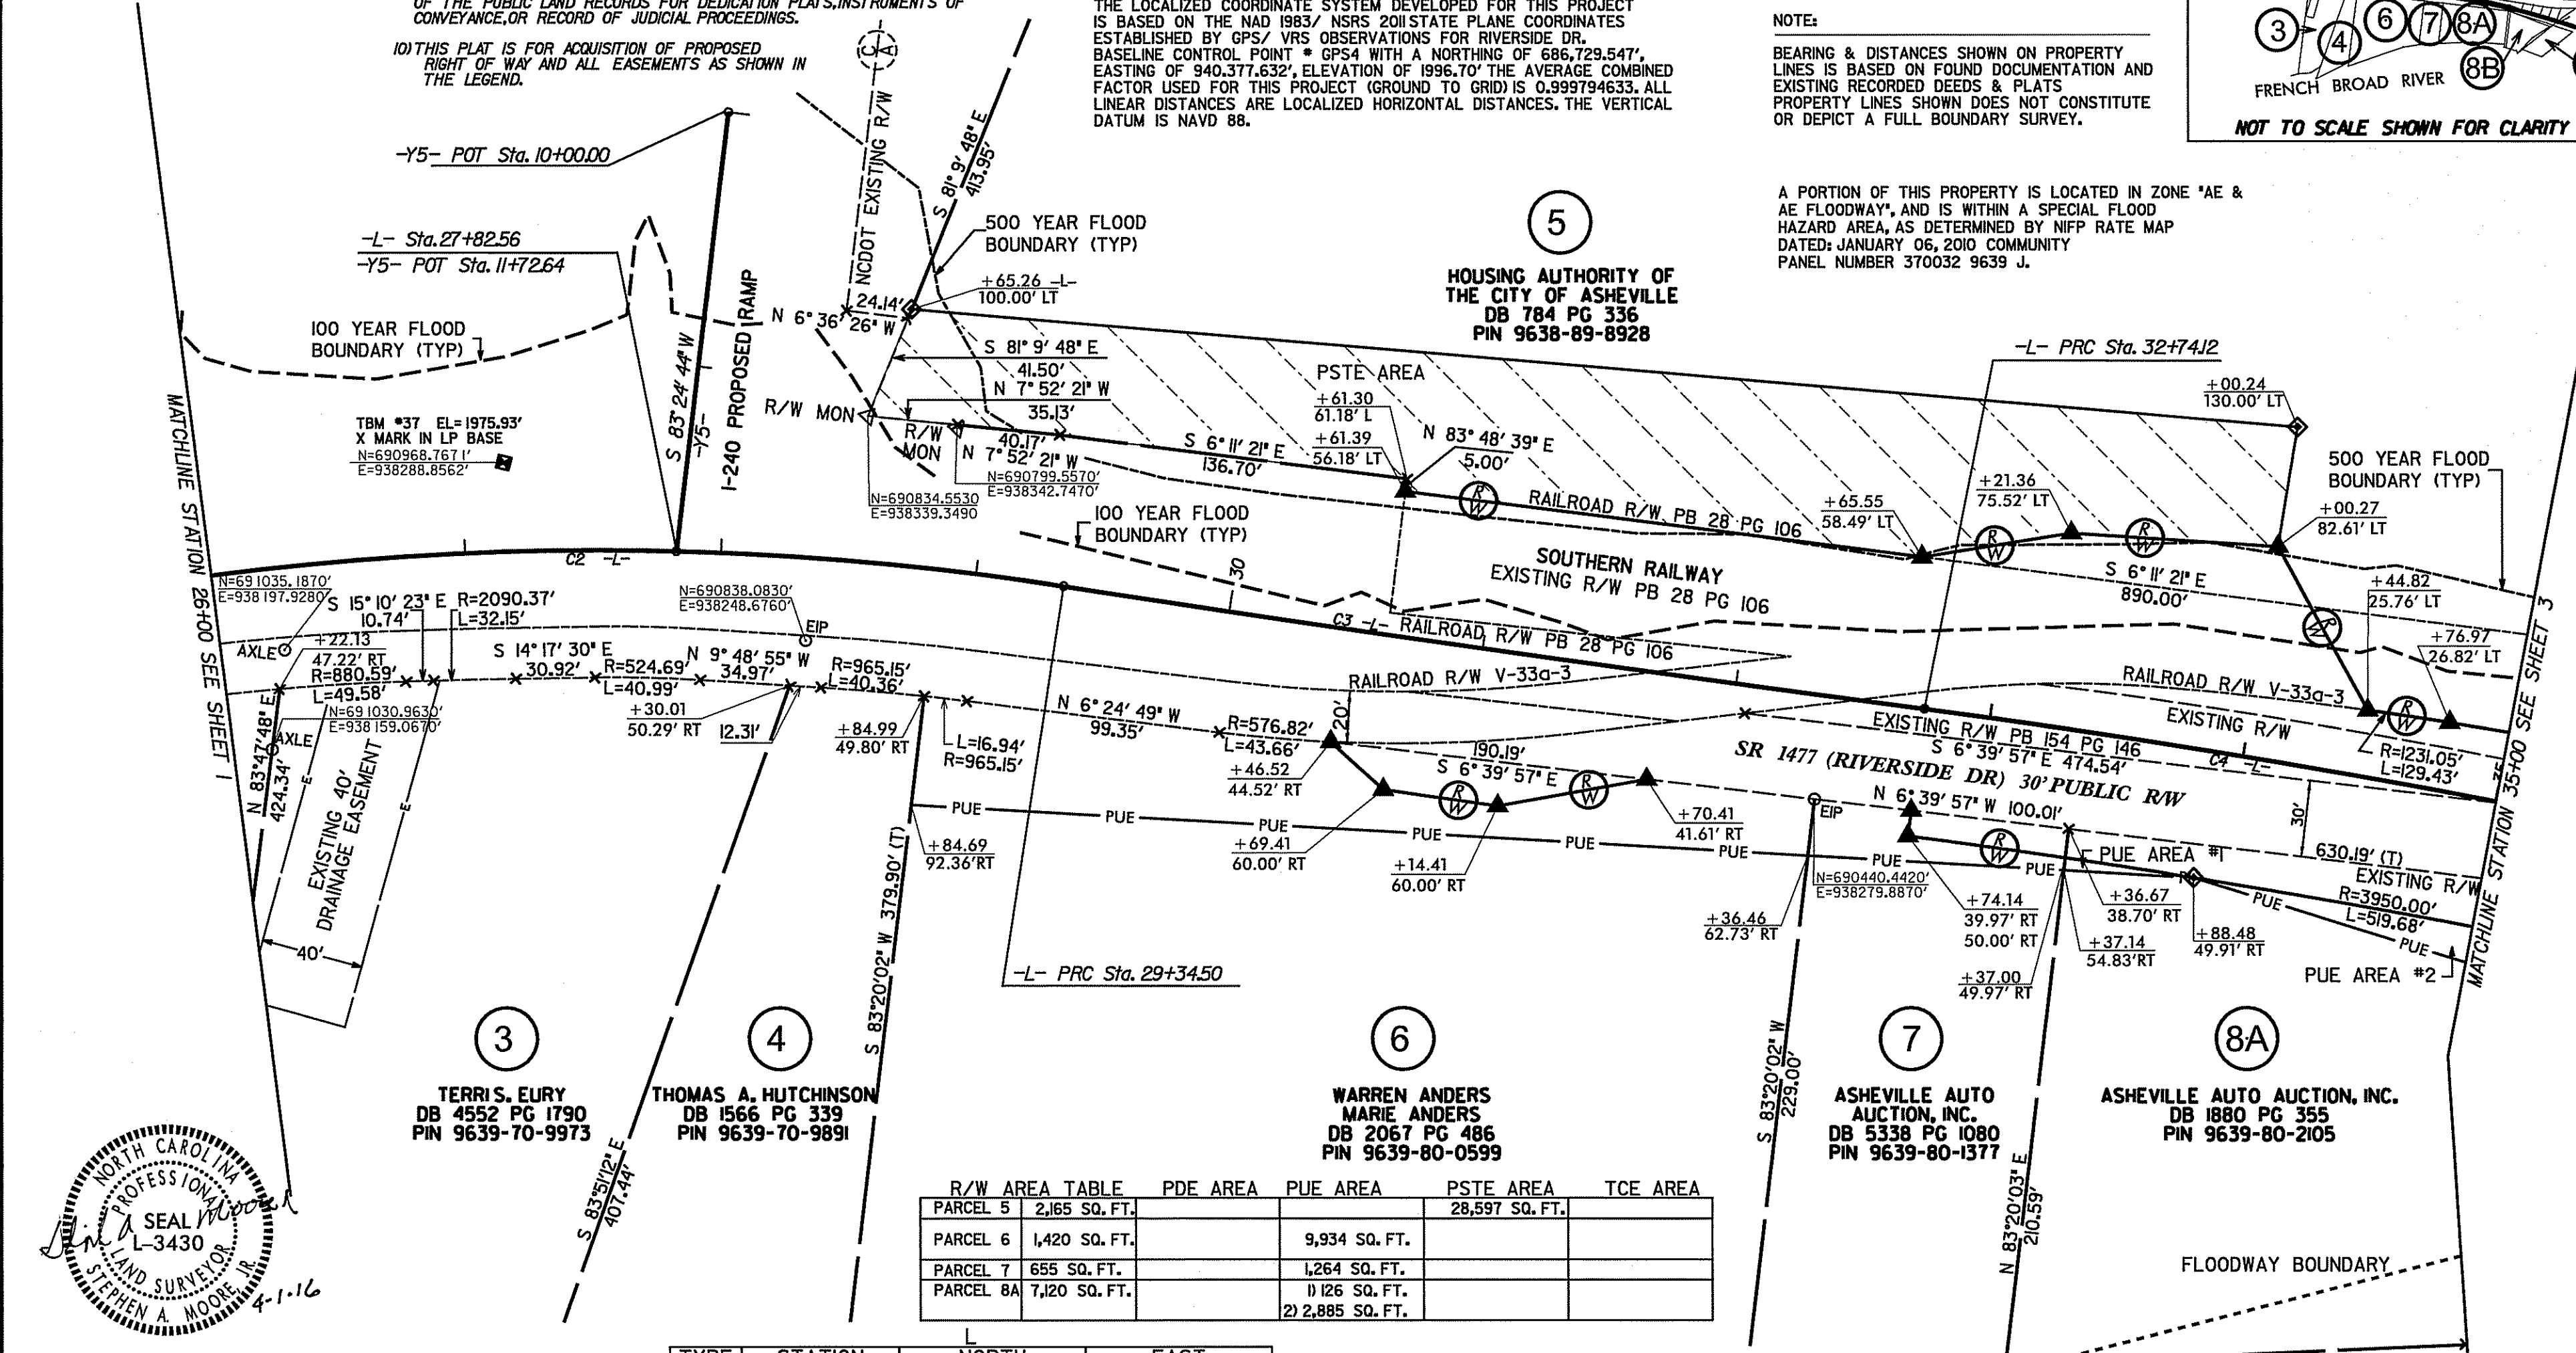 OF THE PUBLIC LAND RECORDS FOR DEDICATION PLATS, INSTRUMENTS OF
CONVEYANCE, OR RECORD OF JUDICIAL PROCEEDINGS.
10) THIS PLAT IS FOR ACQUISITION OF PROPOSED
RIGHT OF WAY AND ALL EASEMENTS AS SHOWN IN
THE LEGEND.
THE LOCALIZED COORDINATE SYSTEM DEVELOPED FOR THIS PROJECT
IS BASED ON THE NAD 1983/ NSRS 2011 STATE PLANE COORDINATES
ESTABLISHED BY GPS/ VRS OBSERVATIONS FOR RIVERSIDE DR.
BASELINE CONTROL POINT # GPS4 WITH A NORTHING OF 686,729.547',
EASTING OF 940.377.632', ELEVATION OF 1996.70' THE AVERAGE COMBINED
FACTOR USED FOR THIS PROJECT (GROUND TO GRID) IS 0.999794633. ALL
LINEAR DISTANCES ARE LOCALIZED HORIZONTAL DISTANCES. THE VERTICAL
DATUM IS NAVD 88.
NOTE:
BEARING & DISTANCES SHOWN ON PROPERTY
LINES IS BASED ON FOUND DOCUMENTATION AND
EXISTING RECORDED DEEDS & PLATS
PROPERTY LINES SHOWN DOES NOT CONSTITUTE
OR DEPICT A FULL BOUNDARY SURVEY.
3
4
6
7
8A
8B
FRENCH BROAD RIVER
NOT TO SCALE SHOWN FOR CLARITY
A PORTION OF THIS PROPERTY IS LOCATED IN ZONE "AE &
AE FLOODWAY", AND IS WITHIN A SPECIAL FLOOD
HAZARD AREA, AS DETERMINED BY NIFP RATE MAP
DATED: JANUARY 06, 2010 COMMUNITY
PANEL NUMBER 370032 9639 J.
-Y5- POT Sta. 10+00.00
-L- Sta. 27+82.56
-Y5- POT Sta. 11+72.64
C
A
NCDOT EXISTING R/W
S 81° 9' 48" E
413.95'
500 YEAR FLOOD
BOUNDARY (TYP)
+65.26 -L-
100.00' LT
24.14'
N 6° 36' 26" W
100 YEAR FLOOD
BOUNDARY (TYP)
S 83° 24' 44" W
-Y5-
I-240 PROPOSED RAMP
TBM #37 EL=1975.93'
X MARK IN LP BASE
N=690968.7671'
E=938288.8562'
S 81° 9' 48" E
41.50'
N 7° 52' 21" W
35.13'
R/W MON
R/W
MON
40.17'
N 7° 52' 21" W
N=690799.5570'
E=938342.7470'
N=690834.5530
E=938339.3490
5
HOUSING AUTHORITY OF
THE CITY OF ASHEVILLE
DB 784 PG 336
PIN 9638-89-8928
PSTE AREA
+61.30
61.18' L
+61.39
56.18' LT
N 83° 48' 39" E
5.00'
S 6° 11' 21" E
136.70'
-L- PRC Sta. 32+74.12
+00.24
130.00' LT
500 YEAR FLOOD
BOUNDARY (TYP)
+65.55
58.49' LT
+21.36
75.52' LT
+00.27
82.61' LT
R
W
RAILROAD R/W PB 28 PG 106
R
W
R
W
100 YEAR FLOOD
BOUNDARY (TYP)
SOUTHERN RAILWAY
EXISTING R/W PB 28 PG 106
S 6° 11' 21" E
890.00'
+44.82
25.76' LT
+76.97
26.82' LT
R
W
MATCHLINE STATION 26+00 SEE SHEET 1
C2 -L-
30
C3 -L-
RAILROAD R/W PB 28 PG 106
RAILROAD R/W V-33a-3
RAILROAD R/W V-33a-3
EXISTING R/W
R
W
R=1231.05'
L=129.43'
N=691035.1870'
E=938197.9280'
AXLE
+22.13
47.22' RT
S 15° 10' 23" E
10.74'
R=2090.37'
L=32.15'
R=880.59'
L=49.58'
S 14° 17' 30" E
30.92'
R=524.69'
L=40.99'
N=690838.0830'
E=938248.6760'
EIP
N 9° 48' 55" W
34.97'
R=965.15'
L=40.36'
+30.01
50.29' RT
12.31'
+84.99
49.80' RT
L=16.94'
R=965.15'
N 6° 24' 49" W
99.35'
R=576.82'
L=43.66'
20'
190.19'
S 6° 39' 57" E
EXISTING R/W PB 154 PG 146
S 6° 39' 57" E 474.54'
SR 1477 (RIVERSIDE DR) 30' PUBLIC R/W
C4 -L-
35
30'
MATCHLINE STATION 35+00 SEE SHEET 3
N=691030.9630'
E=938159.0670'
AXLE
N 83°47'48" E
424.34'
EXISTING 40'
DRAINAGE EASEMENT
E
E
40'
+46.52
44.52' RT
+69.41
60.00' RT
R
W
+14.41
60.00' RT
R
W
+70.41
41.61' RT
EIP
N 6° 39' 57" W 100.01'
R
W
PUE AREA #1
630.19' (T)
EXISTING R/W
R=3950.00'
L=519.68'
PUE
PUE
PUE
PUE
PUE
PUE
PUE
PUE
PUE
PUE
PUE AREA #2
+84.69
92.36'RT
N=690440.4420'
E=938279.8870'
+36.46
62.73' RT
+74.14
39.97' RT
50.00' RT
+37.00
49.97' RT
+36.67
38.70' RT
+37.14
54.83'RT
+88.48
49.91' RT
-L- PRC Sta. 29+34.50
S 83°20'02" W 379.90' (T)
S 83°51'12" E
407.44'
S 83°20'02" W
229.00'
N 83°20'03" E
210.59'
3
TERRI S. EURY
DB 4552 PG 1790
PIN 9639-70-9973
4
THOMAS A. HUTCHINSON
DB 1566 PG 339
PIN 9639-70-9891
6
WARREN ANDERS
MARIE ANDERS
DB 2067 PG 486
PIN 9639-80-0599
7
ASHEVILLE AUTO
AUCTION, INC.
DB 5338 PG 1080
PIN 9639-80-1377
8A
ASHEVILLE AUTO AUCTION, INC.
DB 1880 PG 355
PIN 9639-80-2105
NORTH CAROLINA
PROFESSIONAL
SEAL
L-3430
LAND SURVEYOR
STEPHEN A. MOORE, JR.
4-1-16
R/W AREA TABLE PDE AREA PUE AREA PSTE AREA TCE AREA
PARCEL 5 2,165 SQ. FT. 28,597 SQ. FT.
PARCEL 6 1,420 SQ. FT. 9,934 SQ. FT.
PARCEL 7 655 SQ. FT. 1,264 SQ. FT.
PARCEL 8A 7,120 SQ. FT. 1) 126 SQ. FT.
2) 2,885 SQ. FT.
FLOODWAY BOUNDARY
L
TYPE STATION NORTH EAST